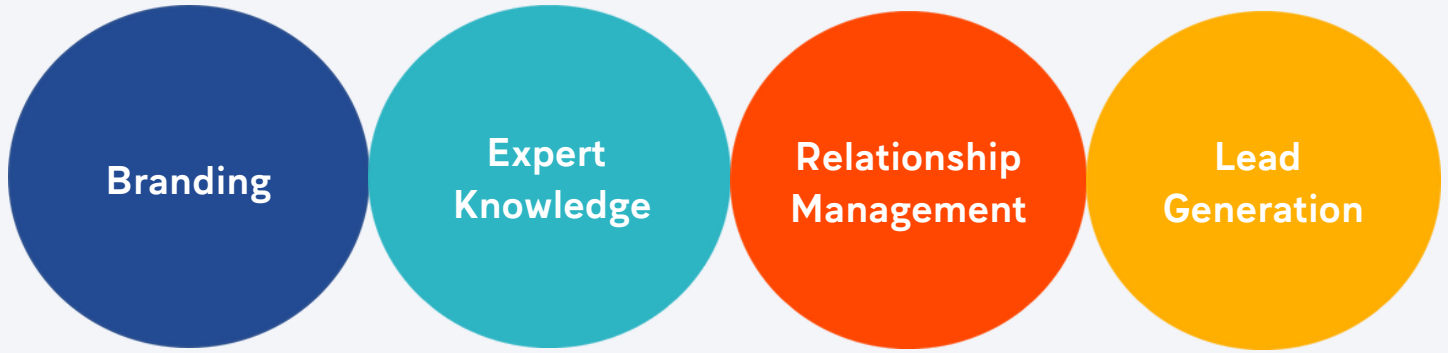 Branding
Expert
Knowledge
Relationship
Management
Lead
Generation